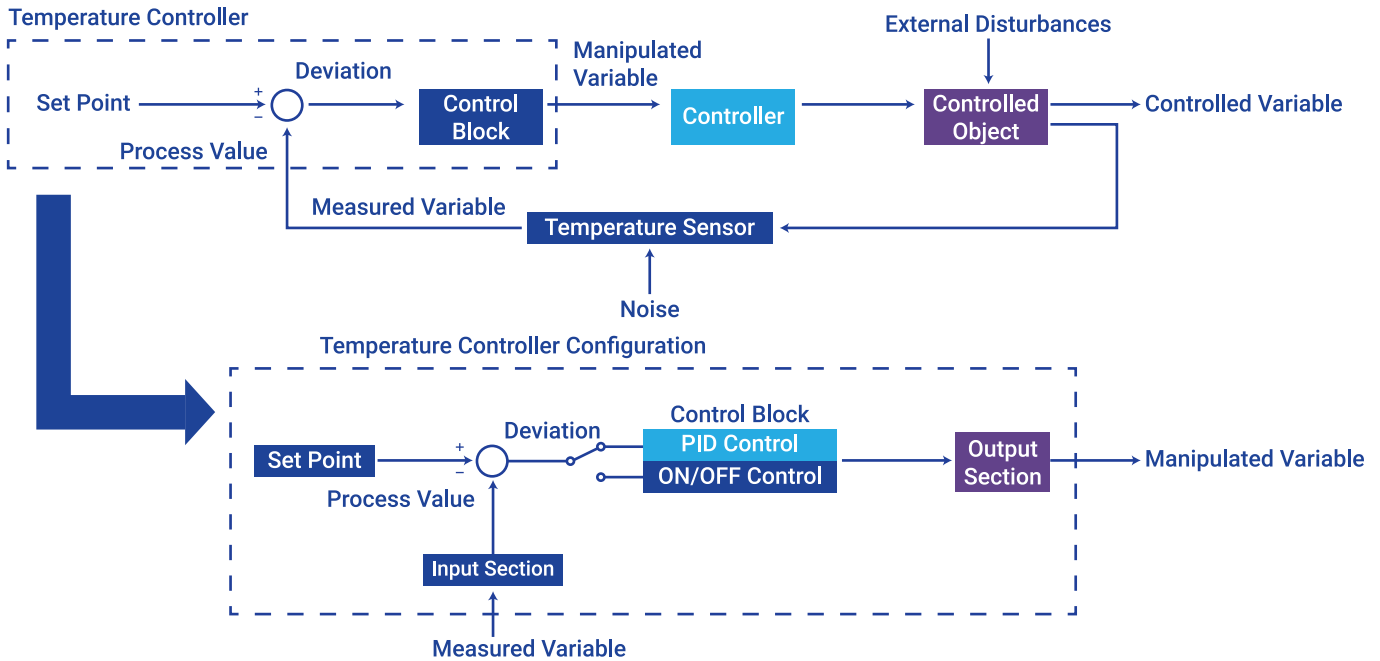 Temperature Controller
External Disturbances
Manipulated
Variable
Deviation
Set Point
+
−
Control
Block
Controller
Controlled
Object
Controlled Variable
Process Value
Measured Variable
Temperature Sensor
Noise
Temperature Controller Configuration
Control Block
Deviation
PID Control
Set Point
+
−
ON/OFF Control
Output
Section
Manipulated Variable
Process Value
Input Section
Measured Variable